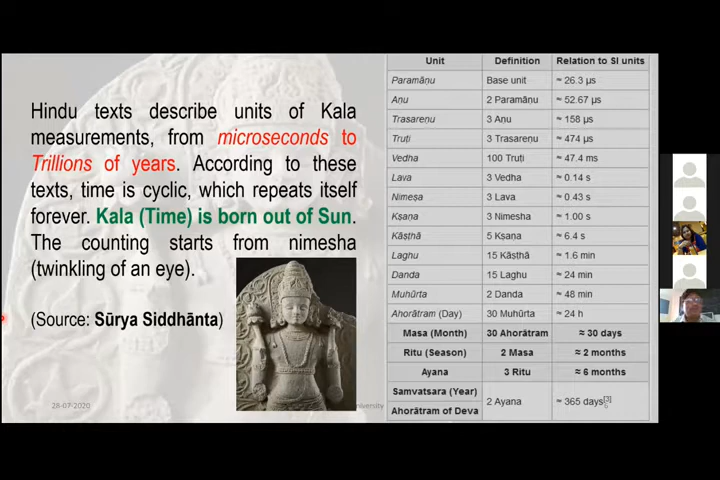 Hindu texts describe units of Kala
measurements, from microseconds to
Trillions of years. According to these
texts, time is cyclic, which repeats itself
forever. Kala (Time) is born out of Sun.
The counting starts from nimesha
(twinkling of an eye).
(Source: Sūrya Siddhānta)
28-07-2020
iversity
Unit Definition Relation to SI units
Paramāṇu Base unit ≈ 26.3 µs
Aṇu 2 Paramāṇu ≈ 52.67 µs
Trasareṇu 3 Aṇu ≈ 158 µs
Truṭi 3 Trasareṇu ≈ 474 µs
Vedha 100 Truṭi ≈ 47.4 ms
Lava 3 Vedha ≈ 0.14 s
Nimeṣa 3 Lava ≈ 0.43 s
Kṣaṇa 3 Nimesha ≈ 1.00 s
Kāṣṭhā 5 Kṣaṇa ≈ 6.4 s
Laghu 15 Kāṣṭhā ≈ 1.6 min
Danda 15 Laghu ≈ 24 min
Muhūrta 2 Danda ≈ 48 min
Ahorātram (Day) 30 Muhūrta ≈ 24 h
Masa (Month) 30 Ahorātram ≈ 30 days
Ritu (Season) 2 Masa ≈ 2 months
Ayana 3 Ritu ≈ 6 months
Samvatsara (Year)
Ahorātram of Deva
2 Ayana ≈ 365 days[3]
6